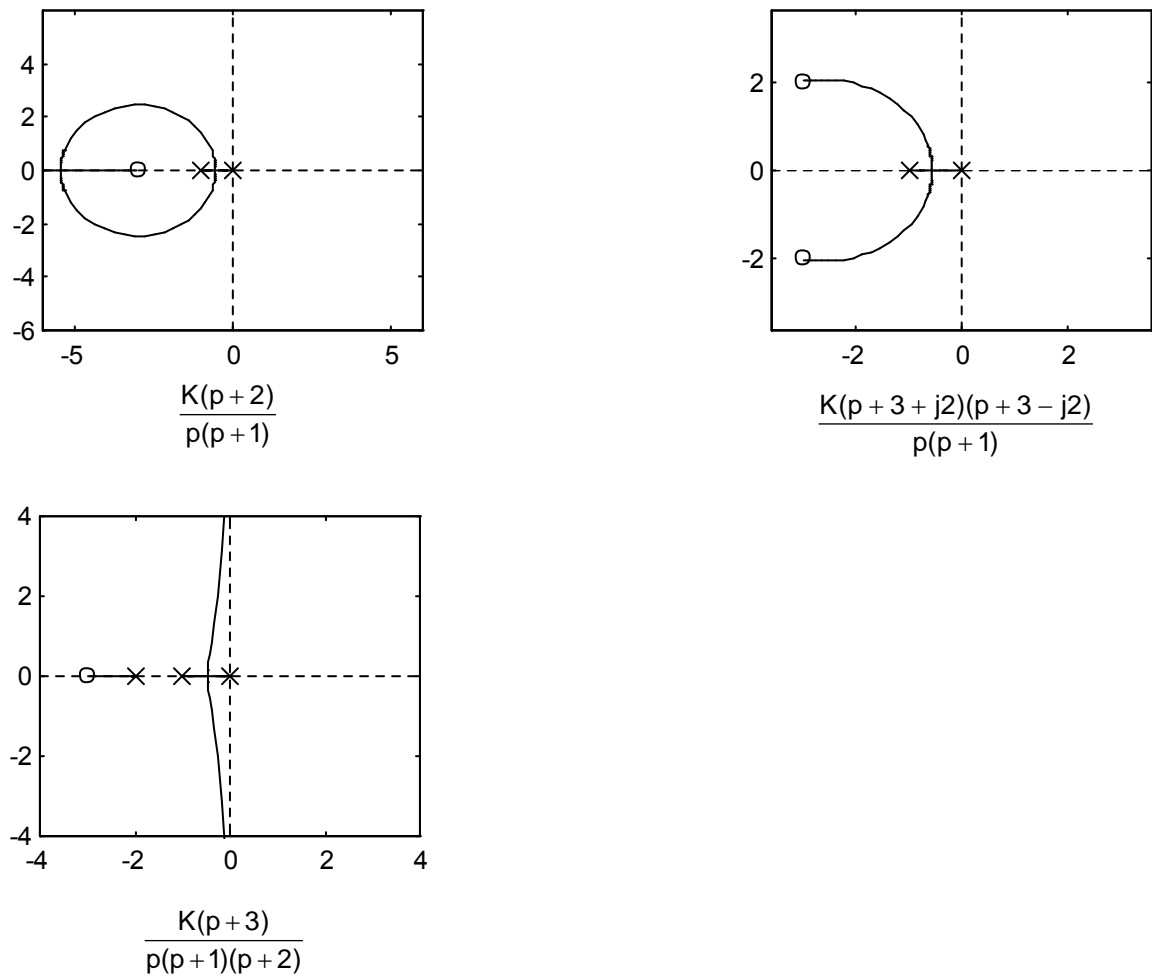 4
2
0
-2
-4
-6
-5 0 5
K(p + 2)
p(p + 1)
2
0
-2
-2 0 2
K(p + 3 + j2)(p + 3 − j2)
p(p + 1)
4
2
0
-2
-4
-4 -2 0 2 4
K(p + 3)
p(p + 1)(p + 2)